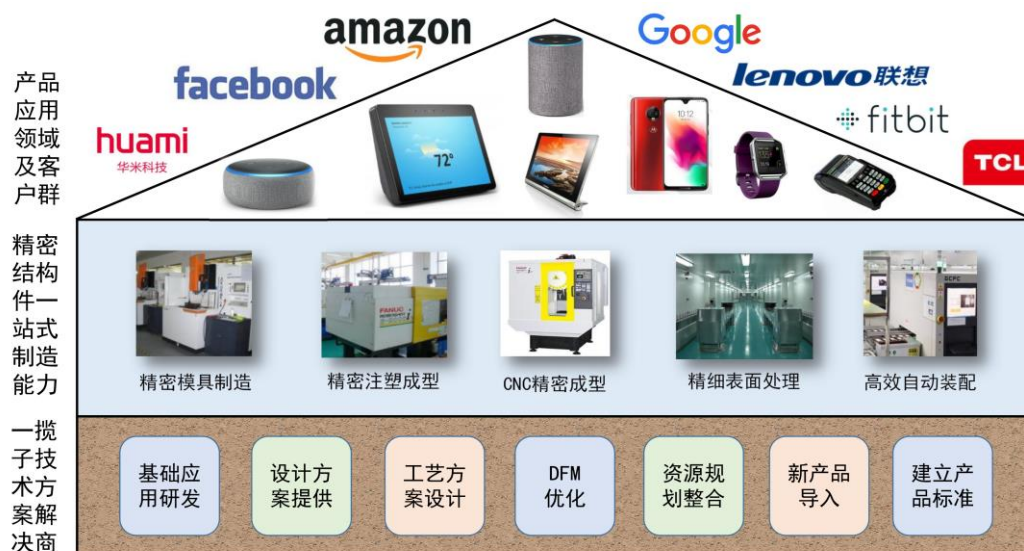 amazon
Google
facebook
lenovo联想
产品
应用
领域
及客
户群
huami
华米科技
fitbit
TCL
10:12
72°
精密
结构
件一
站式
制造
能力
FANUC
精密模具制造
精密注塑成型
CNC精密成型
精细表面处理
高效自动装配
一揽
子技
术方
案解
决商
基础应
用研发
设计方
案提供
工艺方
案设计
DFM
优化
资源规
划整合
新产品
导入
建立产
品标准